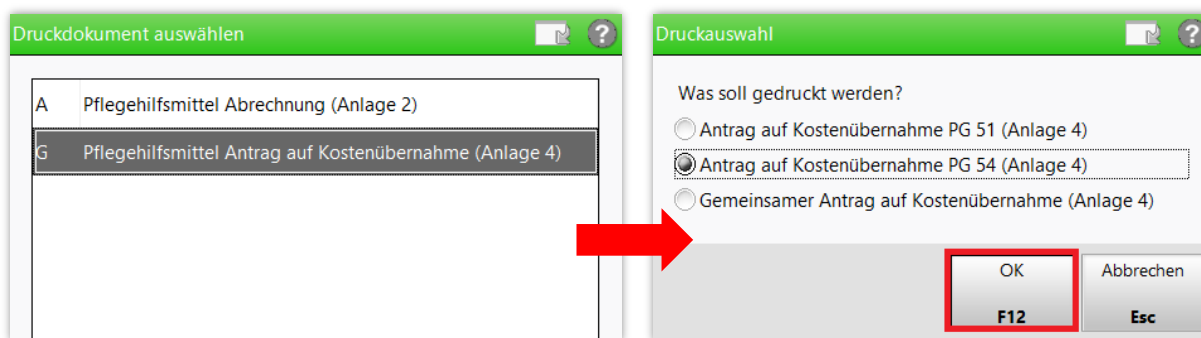 Druckdokument auswählen
?
A Pflegehilfsmittel Abrechnung (Anlage 2)
G Pflegehilfsmittel Antrag auf Kostenübernahme (Anlage 4)
Druckauswahl
?
Was soll gedruckt werden?
Antrag auf Kostenübernahme PG 51 (Anlage 4)
Antrag auf Kostenübernahme PG 54 (Anlage 4)
Gemeinsamer Antrag auf Kostenübernahme (Anlage 4)
OK
F12
Abbrechen
Esc